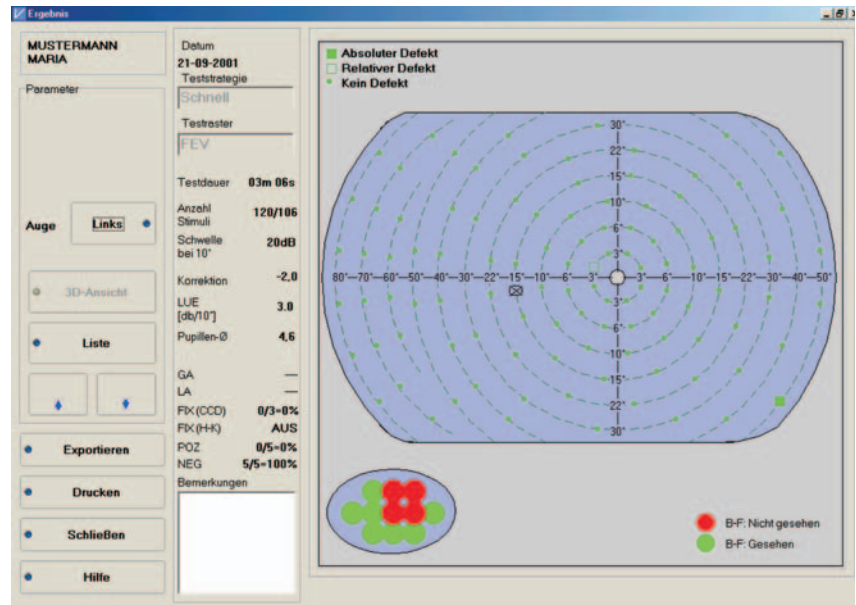 Ergebnis
MUSTERMANN
MARIA
Parameter
Auge
Links
3D-Ansicht
Liste
Exportieren
Drucken
Schließen
Hilfe
Datum
21-09-2001
Teststrategie
Schnell
Testraster
FEV
Testdauer 03m 06s
Anzahl
Stimuli 120/106
Schwelle
bei 10° 20dB
Korrektion -2,0
LUE
[db/10°] 3.0
Pupillen-Ø 4,6
GA —
LA —
FIX(CCD) 0/3=0%
FIX(H-K) AUS
POZ 0/5=0%
NEG 5/5=100%
Bemerkungen
Absoluter Defekt
Relativer Defekt
Kein Defekt
30°
22°
15°
10°
6°
3°
80°—70°—60°—50°—40°—30°—22°—15°—10°—6°—3° 3°—6°—10°—15°—22°—30°—40°—50°
3°
6°
10°
15°
22°
30°
B-F: Nicht gesehen
B-F: Gesehen